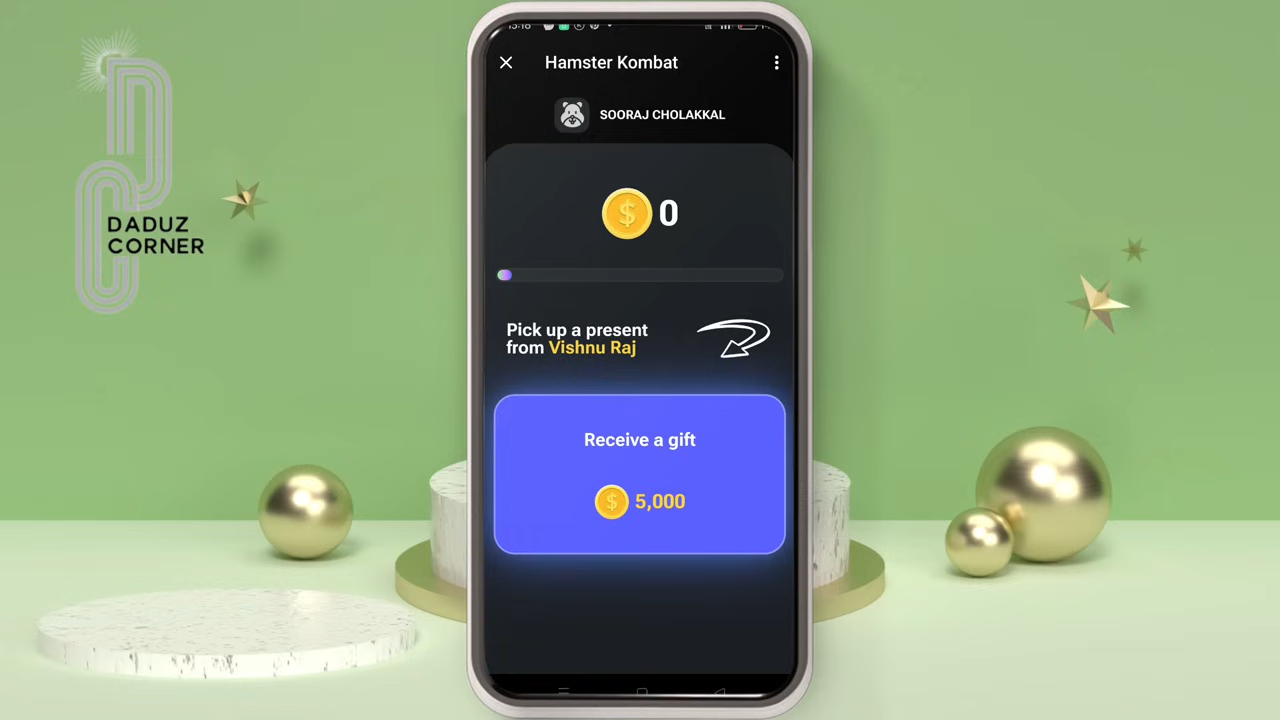 DADUZ
CORNER
Hamster Kombat
SOORAJ CHOLAKKAL
0
Pick up a present
from Vishnu Raj
Receive a gift
5,000